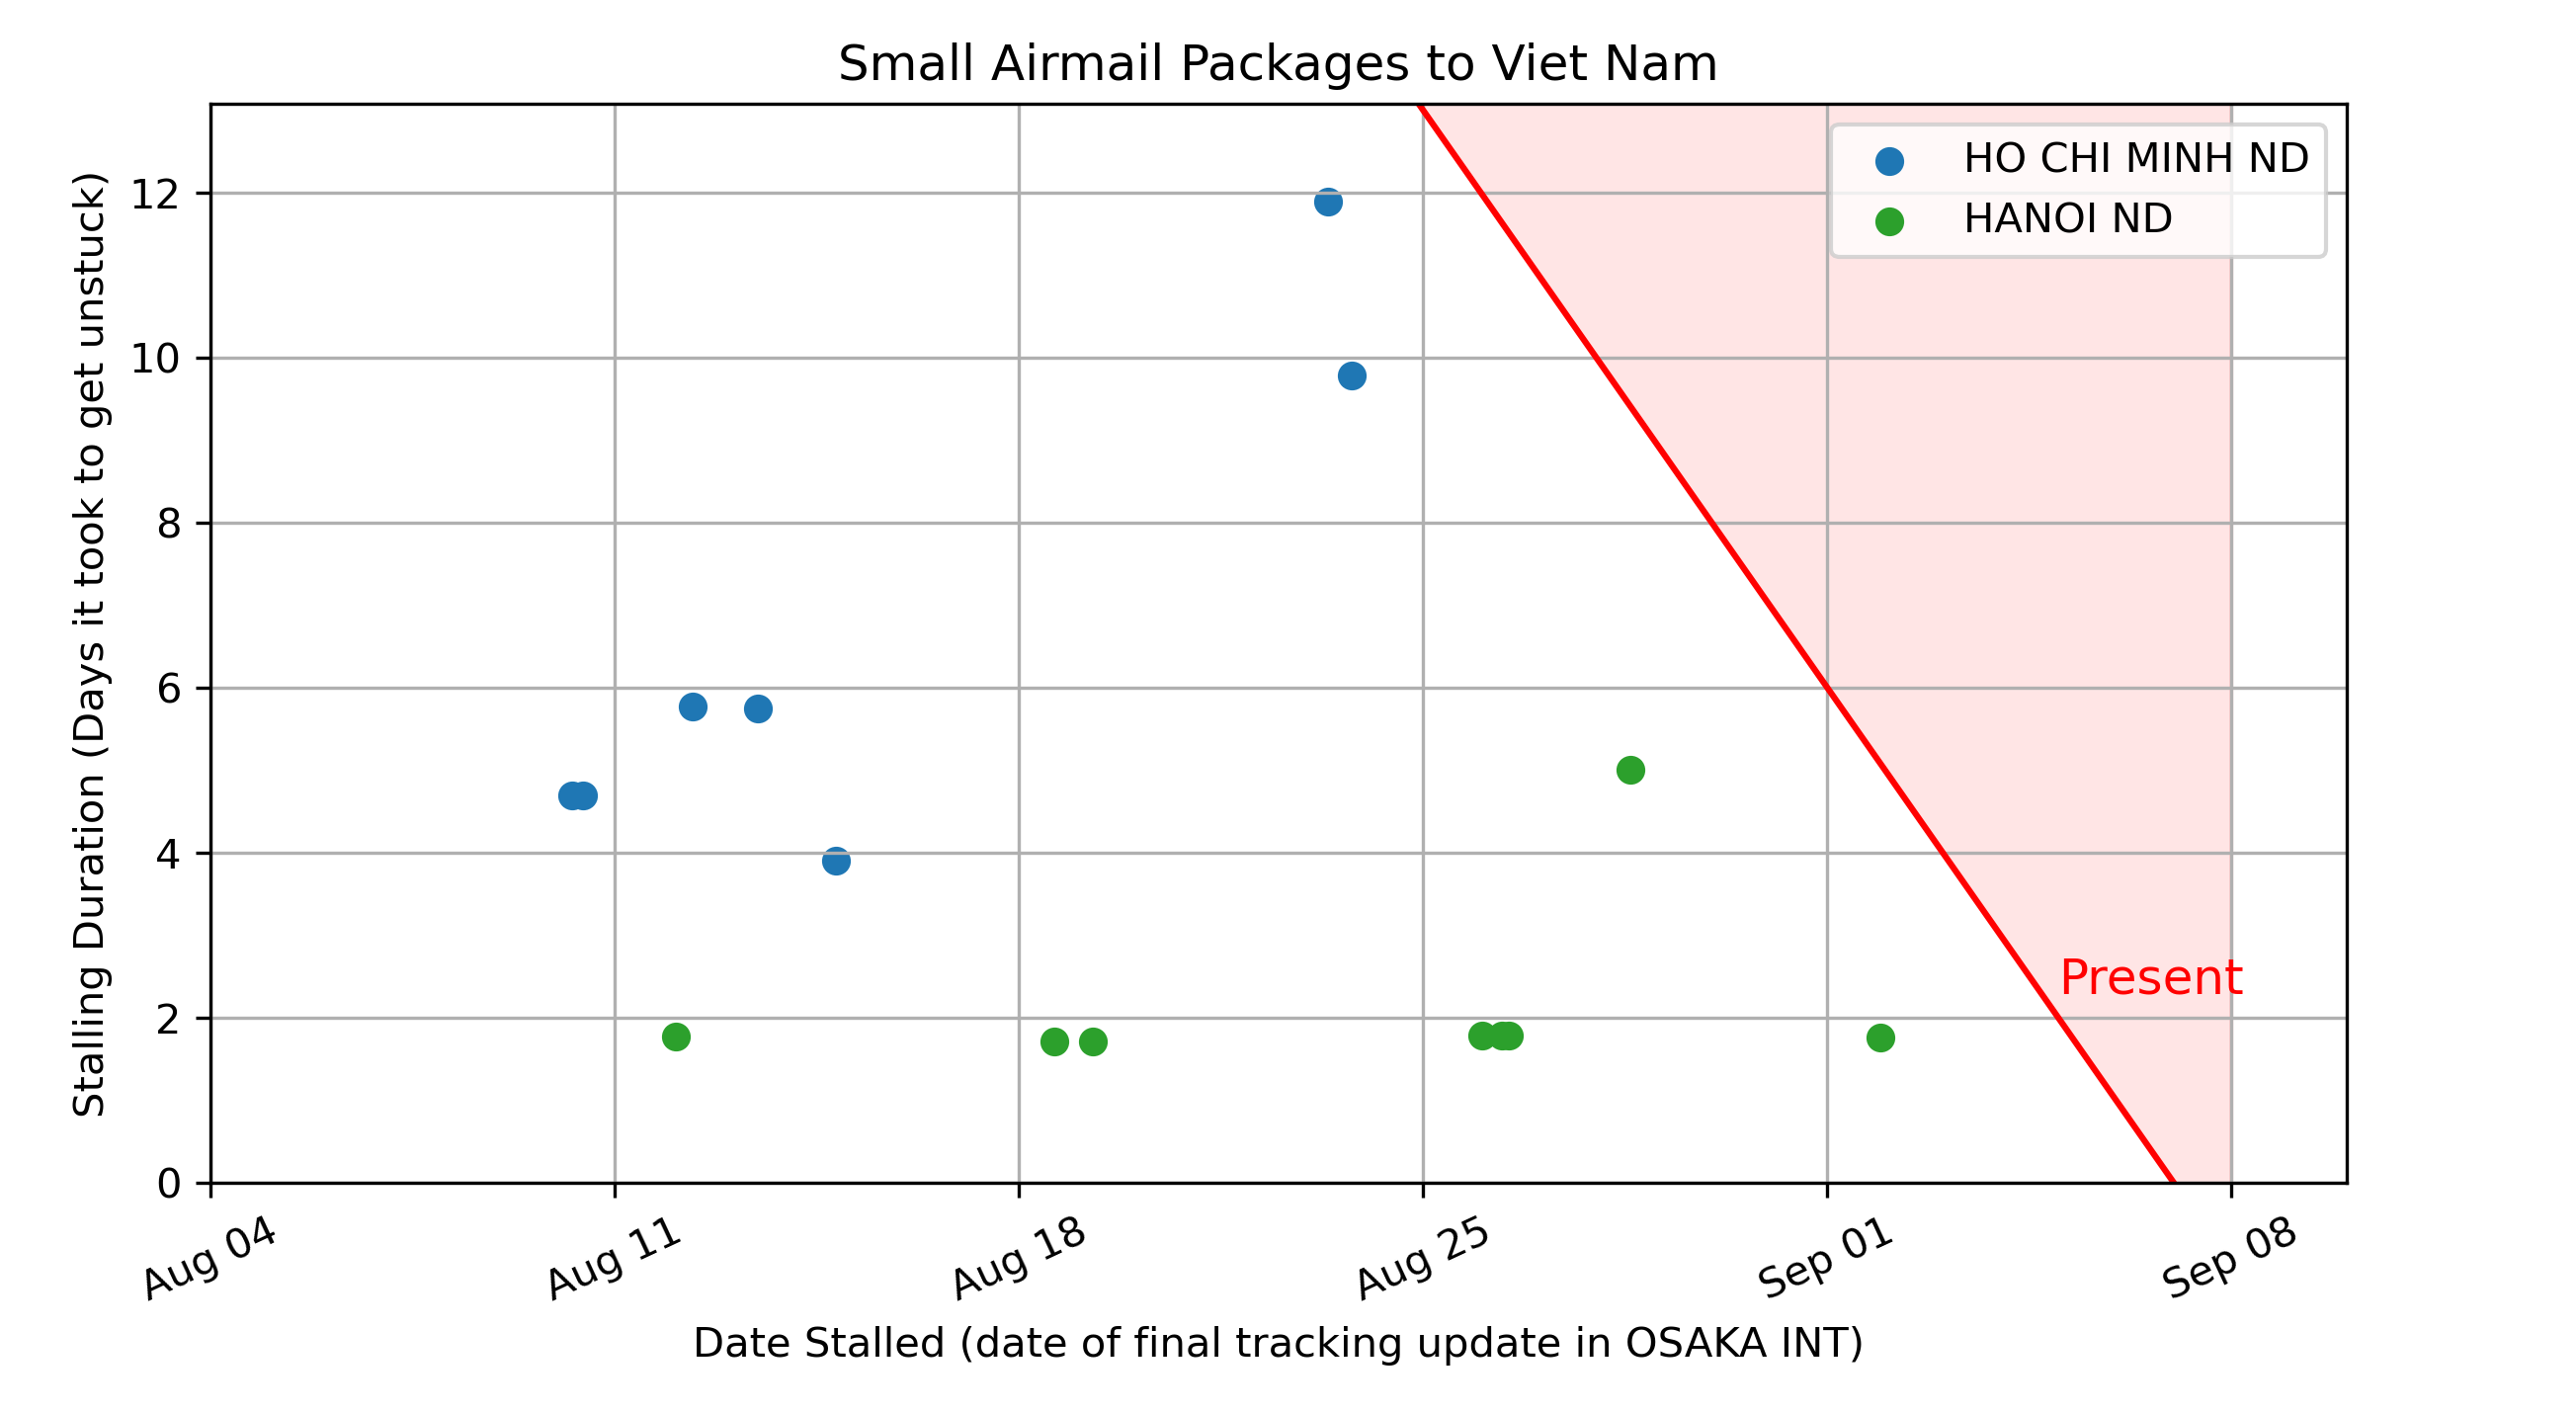 Small Airmail Packages to Viet Nam
Stalling Duration (Days it took to get unstuck)
12
10
8
6
4
2
0
HO CHI MINH ND
HANOI ND
Present
Aug 04
Aug 11
Aug 18
Aug 25
Sep 01
Sep 08
Date Stalled (date of final tracking update in OSAKA INT)